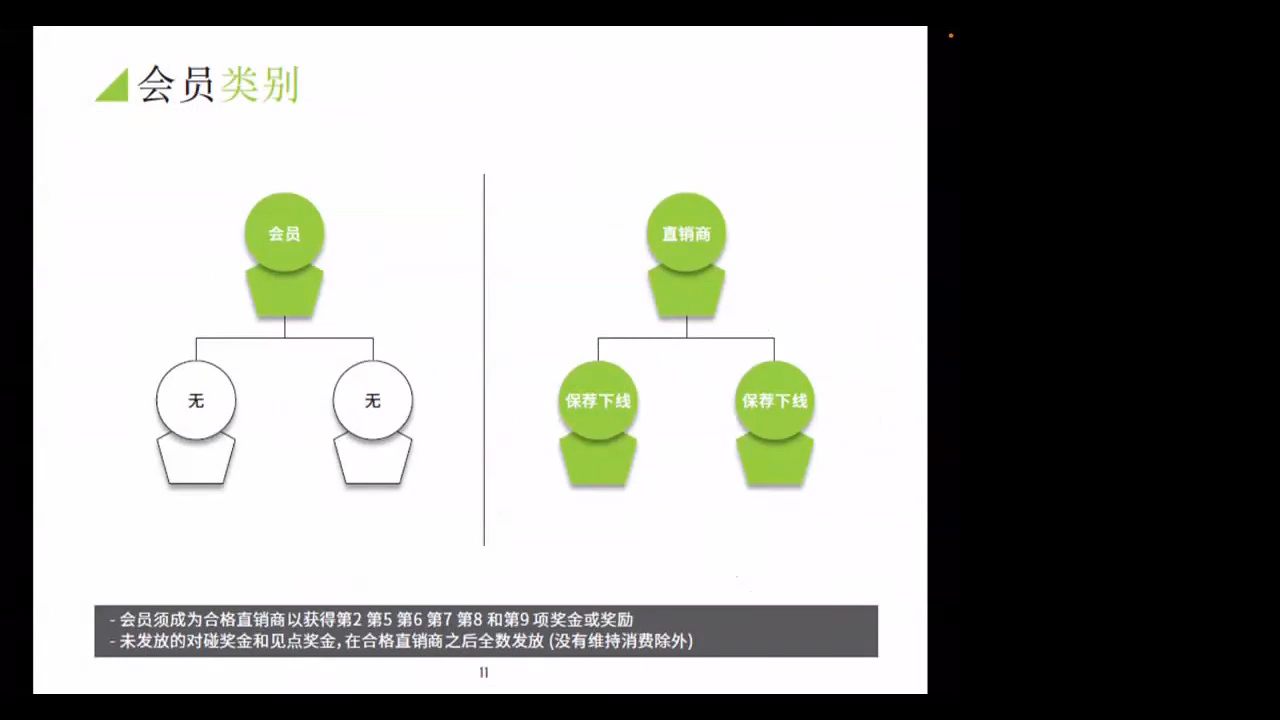 会员类别
会员
直销商
无
无
保荐下线
保荐下线
- 会员须成为合格直销商以获得第2 第5 第6 第7 第8 和第9 项奖金或奖励
- 未发放的对碰奖金和见点奖金, 在合格直销商之后全数发放 (没有维持消费除外)
11